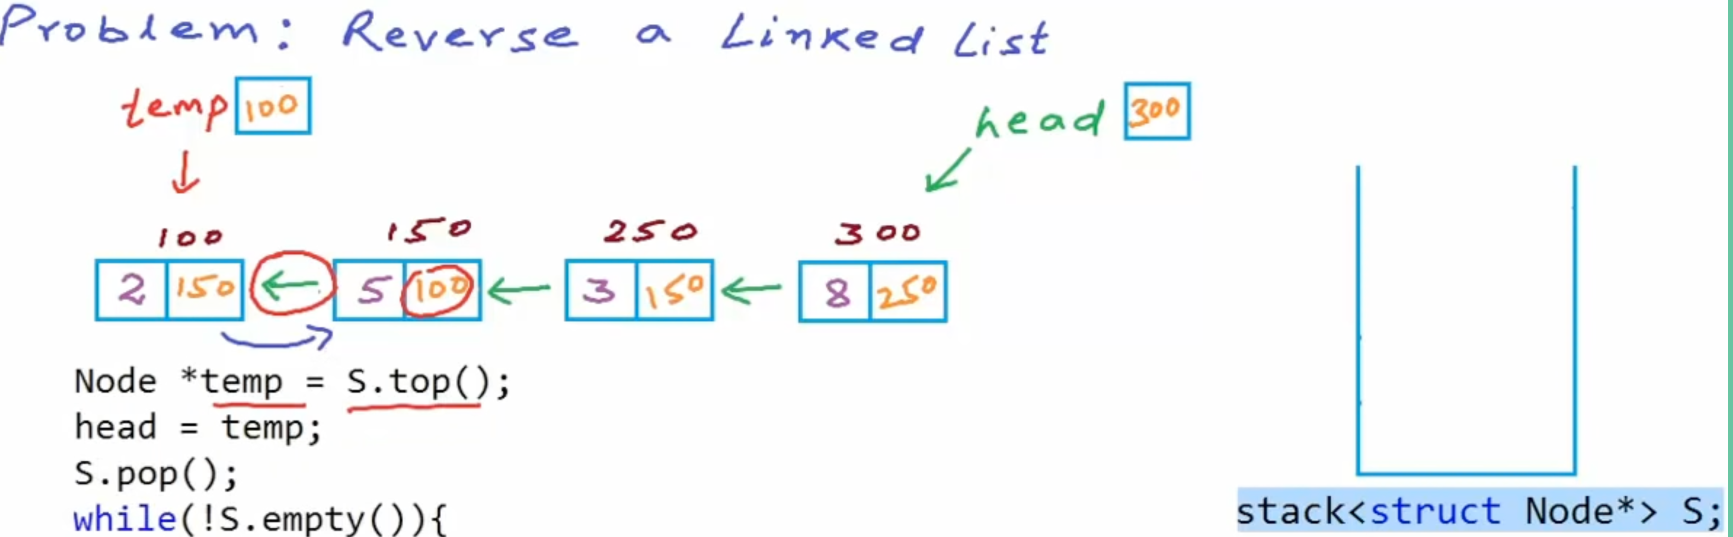 Problem: Reverse a Linked List
temp 100
head 300
100 150 250 300
2 150 5 100 3 150 8 250
Node *temp = S.top();
head = temp;
S.pop();
while(!S.empty()){
stack<struct Node*> S;